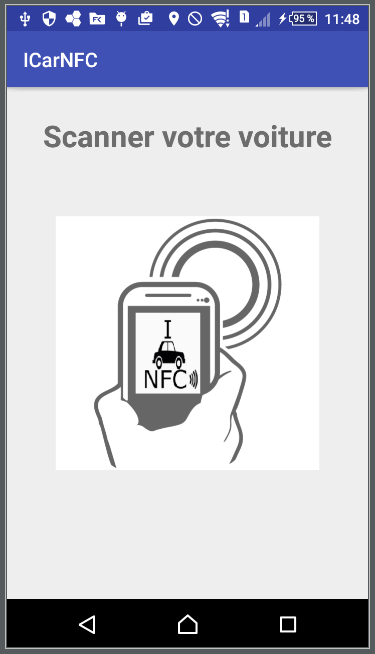 95 %
11:48
ICarNFC
Scanner votre voiture
I
NFC